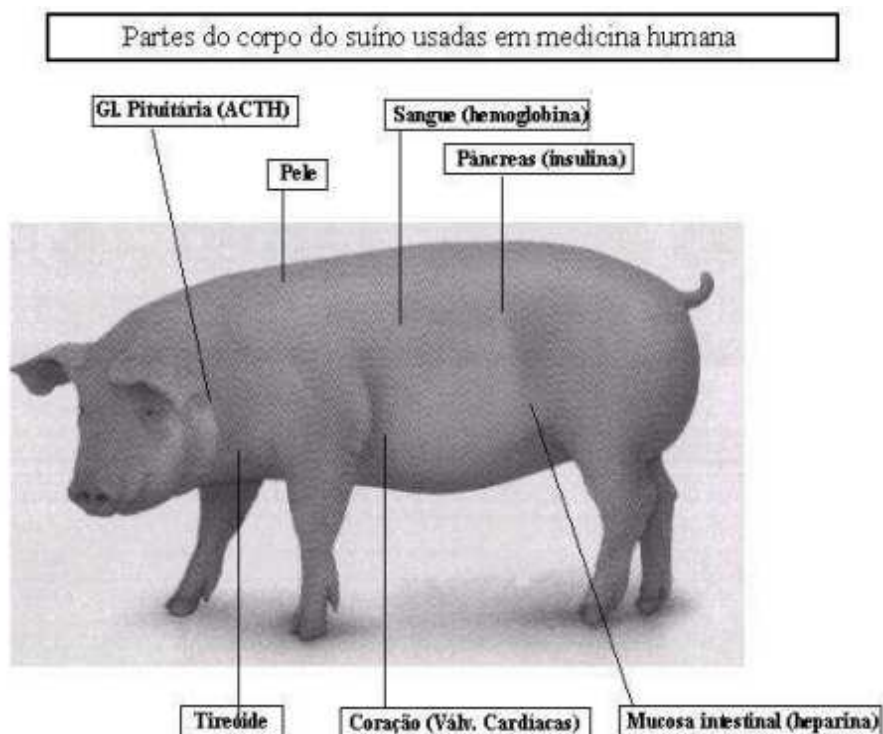 Partes do corpo do suíno usadas em medicina humana
Gl. Pituitária (ACTH)
Sangue (hemoglobina)
Pâncreas (insulina)
Pele
Tireóide
Coração (Válv. Cardíacas)
Mucosa intestinal (heparina)